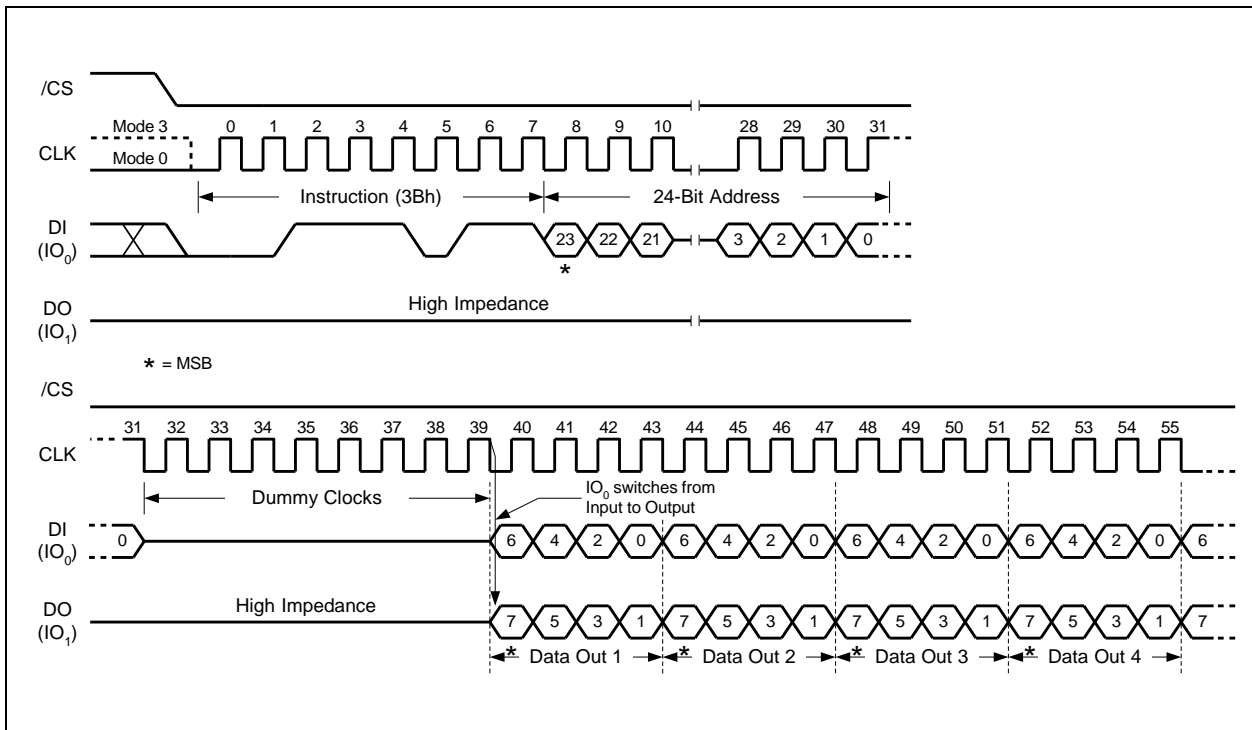 /CS
Mode 3
0 1 2 3 4 5 6 7 8 9 10 28 29 30 31
CLK
Mode 0
Instruction (3Bh) 24-Bit Address
DI
(IO0)
23 22 21 3 2 1 0
*
High Impedance
DO
(IO1)
* = MSB
/CS
31 32 33 34 35 36 37 38 39 40 41 42 43 44 45 46 47 48 49 50 51 52 53 54 55
CLK
Dummy Clocks
IO0 switches from
Input to Output
DI
(IO0)
0 6 4 2 0 6 4 2 0 6 4 2 0 6 4 2 0 6
High Impedance
DO
(IO1)
7 5 3 1 7 5 3 1 7 5 3 1 7 5 3 1 7
* Data Out 1 * Data Out 2 * Data Out 3 * Data Out 4